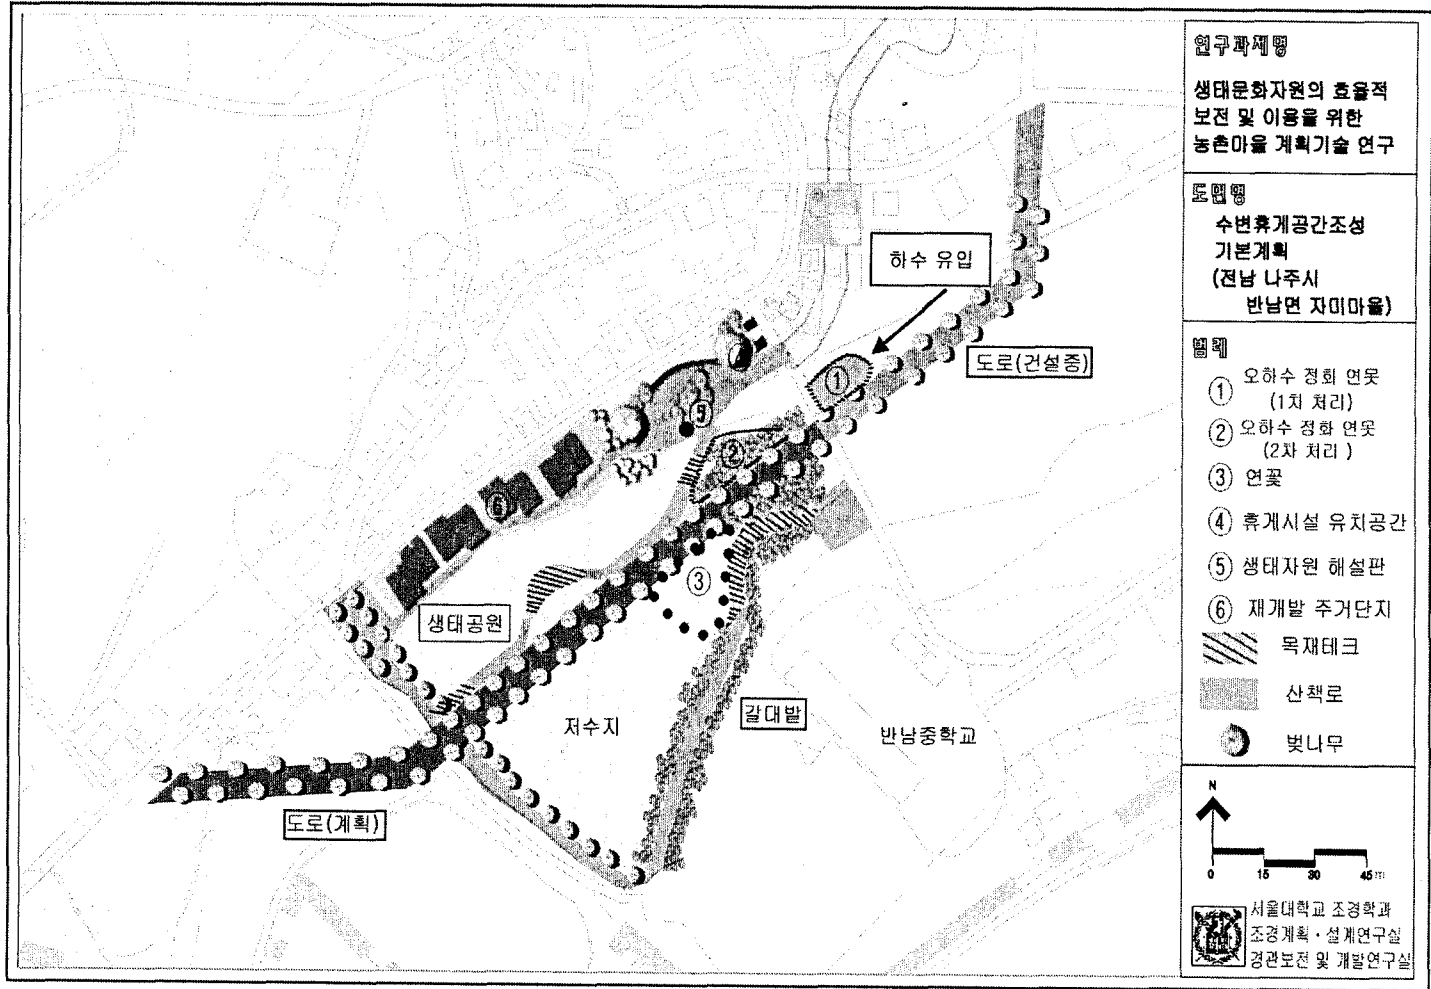 하수 유입
도로(건설중)
①
②
⑤
⑥
③
생태공원
저수지
갈대밭
반남중학교
도로(계획)
연구과제명
생태문화자원의 효율적
보전 및 이용을 위한
농촌마을 계획기술 연구
도면명
수변휴게공간조성
기본계획
(전남 나주시
반남면 자미마을)
범례
① 오하수 정화 연못
(1차 처리)
② 오하수 정화 연못
(2차 처리 )
③ 연꽃
④ 휴게시설 유치공간
⑤ 생태자원 해설판
⑥ 재개발 주거단지
목재테크
산책로
벚나무
N
0 15 30 45 m
서울대학교 조경학과
조경계획·설계연구실
경관보전 및 개발연구실